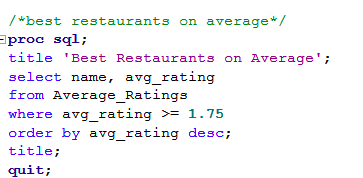 /*best restaurants on average*/
proc sql;
title 'Best Restaurants on Average';
select name, avg_rating
from Average_Ratings
where avg_rating >= 1.75
order by avg_rating desc;
title;
quit;